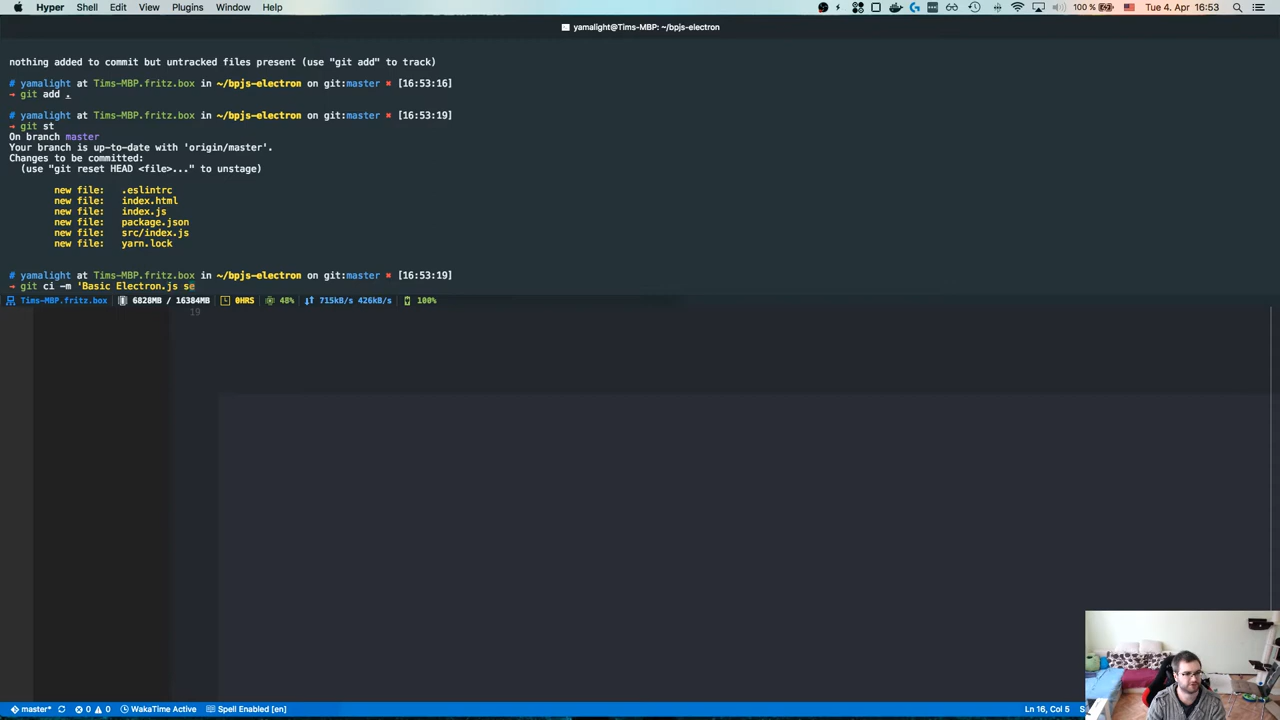 Hyper Shell Edit View Plugins Window Help 100 % Tue 4. Apr 16:53
yamalight@Tims-MBP: ~/bpjs-electron
nothing added to commit but untracked files present (use "git add" to track)
# yamalight at Tims-MBP.fritz.box in ~/bpjs-electron on git:master ✖ [16:53:16]
→ git add .
# yamalight at Tims-MBP.fritz.box in ~/bpjs-electron on git:master ✖ [16:53:19]
→ git st
On branch master
Your branch is up-to-date with 'origin/master'.
Changes to be committed:
(use "git reset HEAD <file>..." to unstage)
new file: .eslintrc
new file: index.html
new file: index.js
new file: package.json
new file: src/index.js
new file: yarn.lock
# yamalight at Tims-MBP.fritz.box in ~/bpjs-electron on git:master ✖ [16:53:19]
→ git ci -m 'Basic Electron.js se
Tims-MBP.fritz.box 6828MB / 16384MB 0HRS 48% 715kB/s 426kB/s 100%
19
master* 0 0 WakaTime Active Spell Enabled [en] Ln 16, Col 5